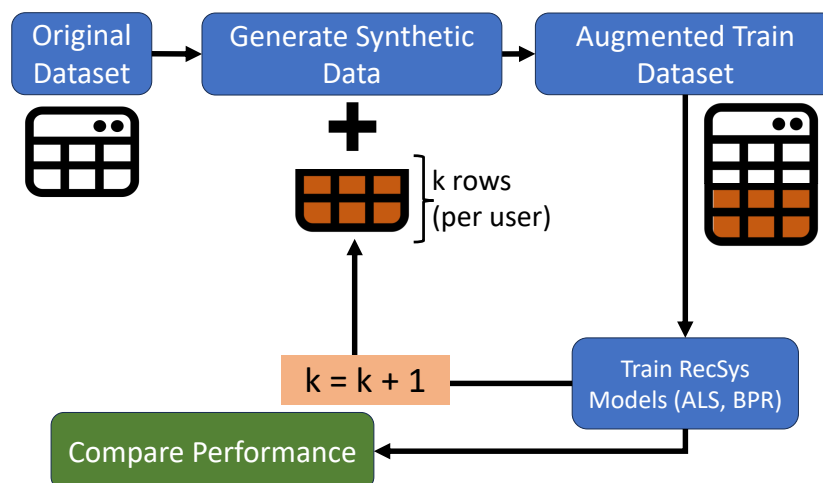 Original
Dataset
Generate Synthetic
Data
Augmented Train
Dataset
k rows
(per user)
k = k + 1
Train RecSys
Models (ALS, BPR)
Compare Performance